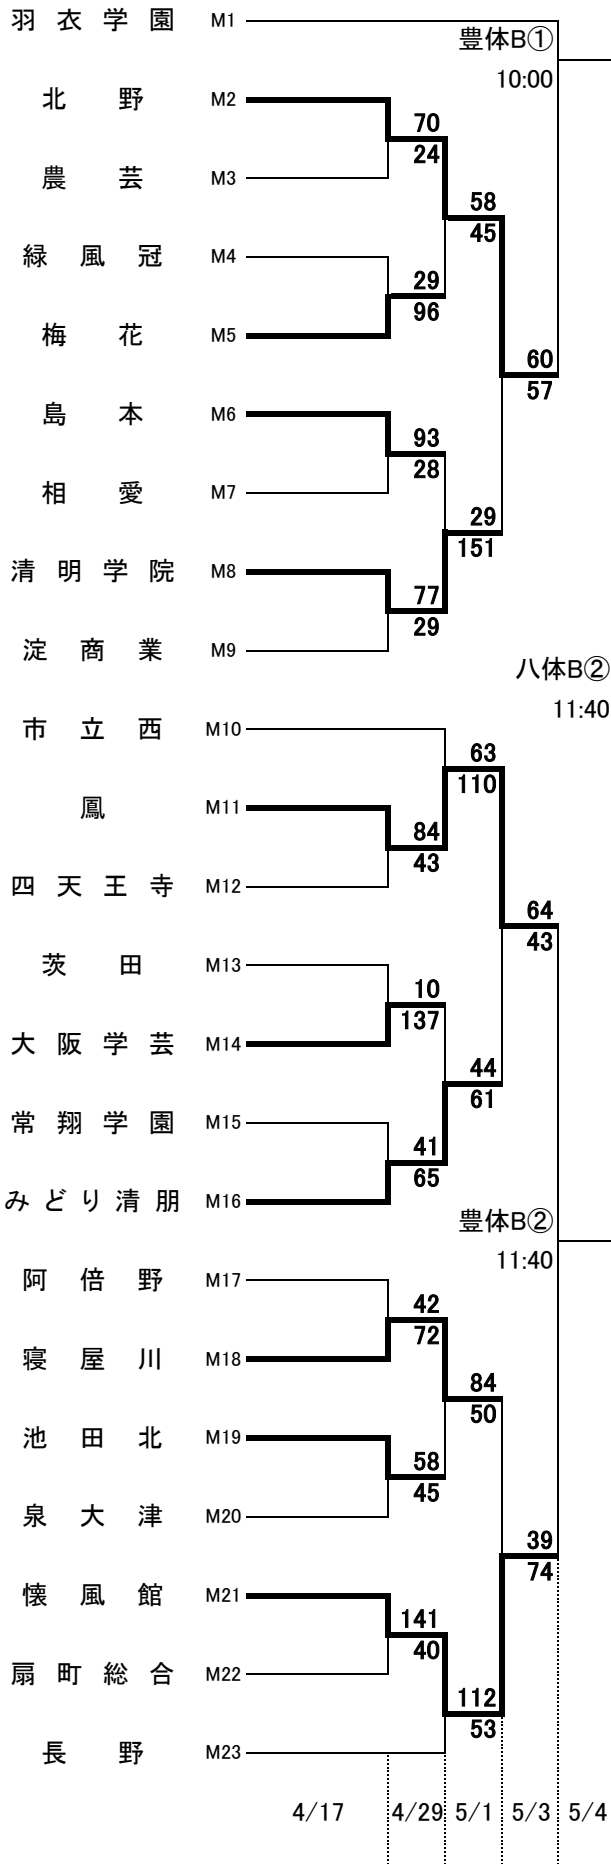 羽衣学園 M1
豊体B①
10:00
北野 M2
70
24
農芸 M3
58
45
緑風冠 M4
29
96
梅花 M5
60
57
島本 M6
93
28
相愛 M7
29
151
清明学院 M8
77
29
淀商業 M9
八体B②
11:40
市立西 M10
63
110
鳳 M11
84
43
四天王寺 M12
64
43
茨田 M13
10
137
大阪学芸 M14
44
61
常翔学園 M15
41
65
みどり清朋 M16
豊体B②
11:40
阿倍野 M17
42
72
寝屋川 M18
84
50
池田北 M19
58
45
泉大津 M20
39
74
懐風館 M21
141
40
扇町総合 M22
112
53
長野 M23
4/17 4/29 5/1 5/3 5/4